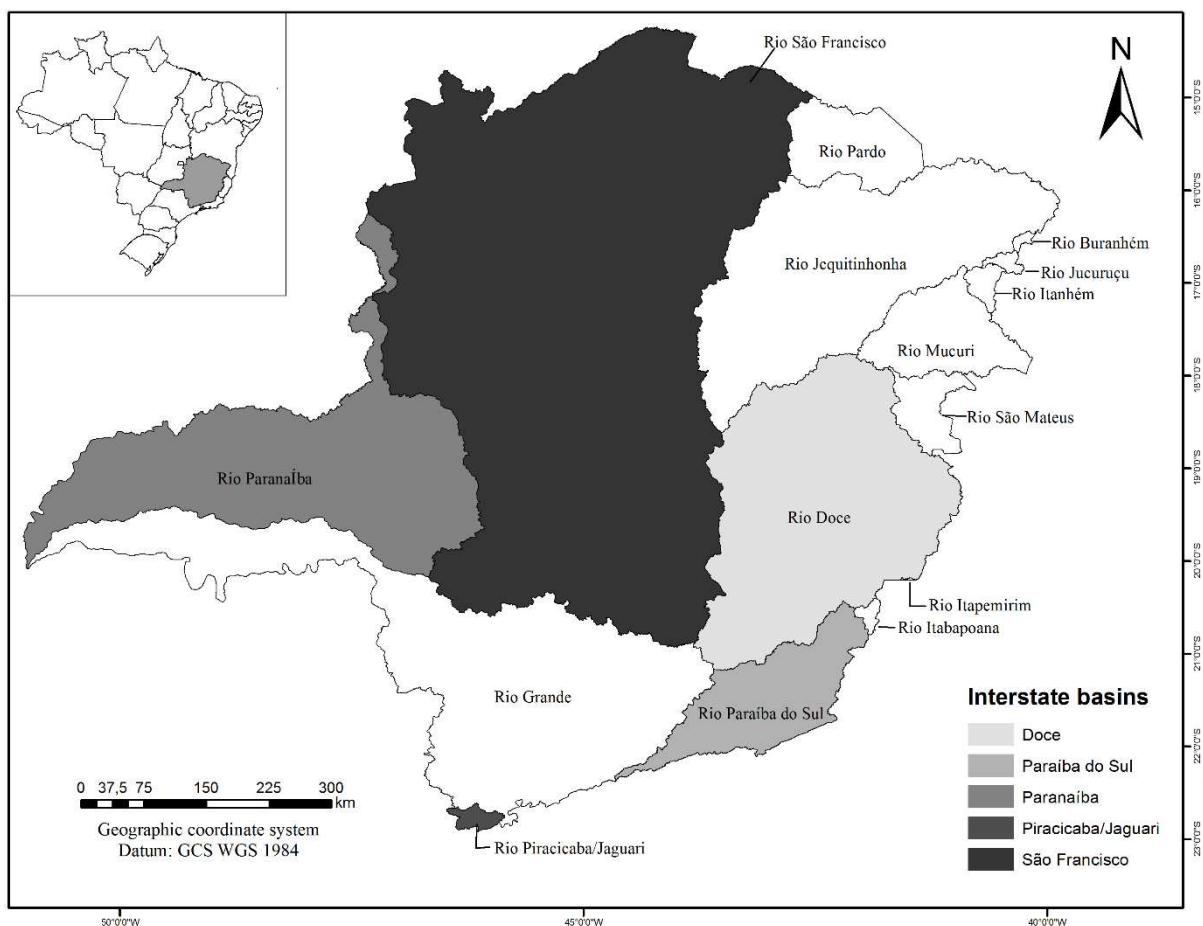 Rio São Francisco
N
Rio Pardo
Rio Buranhém
Rio Jequitinhonha
Rio Jucuruçu
Rio Itanhém
Rio Mucuri
Rio São Mateus
Rio ParanaÍba
Rio Doce
Rio Itapemirim
Rio Itabapoana
Rio Grande
Rio Paraíba do Sul
Rio Piracicaba/Jaguari
Interstate basins
Doce
Paraíba do Sul
Paranaíba
Piracicaba/Jaguari
São Francisco
0 37,5 75 150 225 300
km
Geographic coordinate system
Datum: GCS WGS 1984
15°0'0"S
16°0'0"S
17°0'0"S
18°0'0"S
19°0'0"S
20°0'0"S
21°0'0"S
22°0'0"S
23°0'0"S
50°0'0"W
45°0'0"W
40°0'0"W